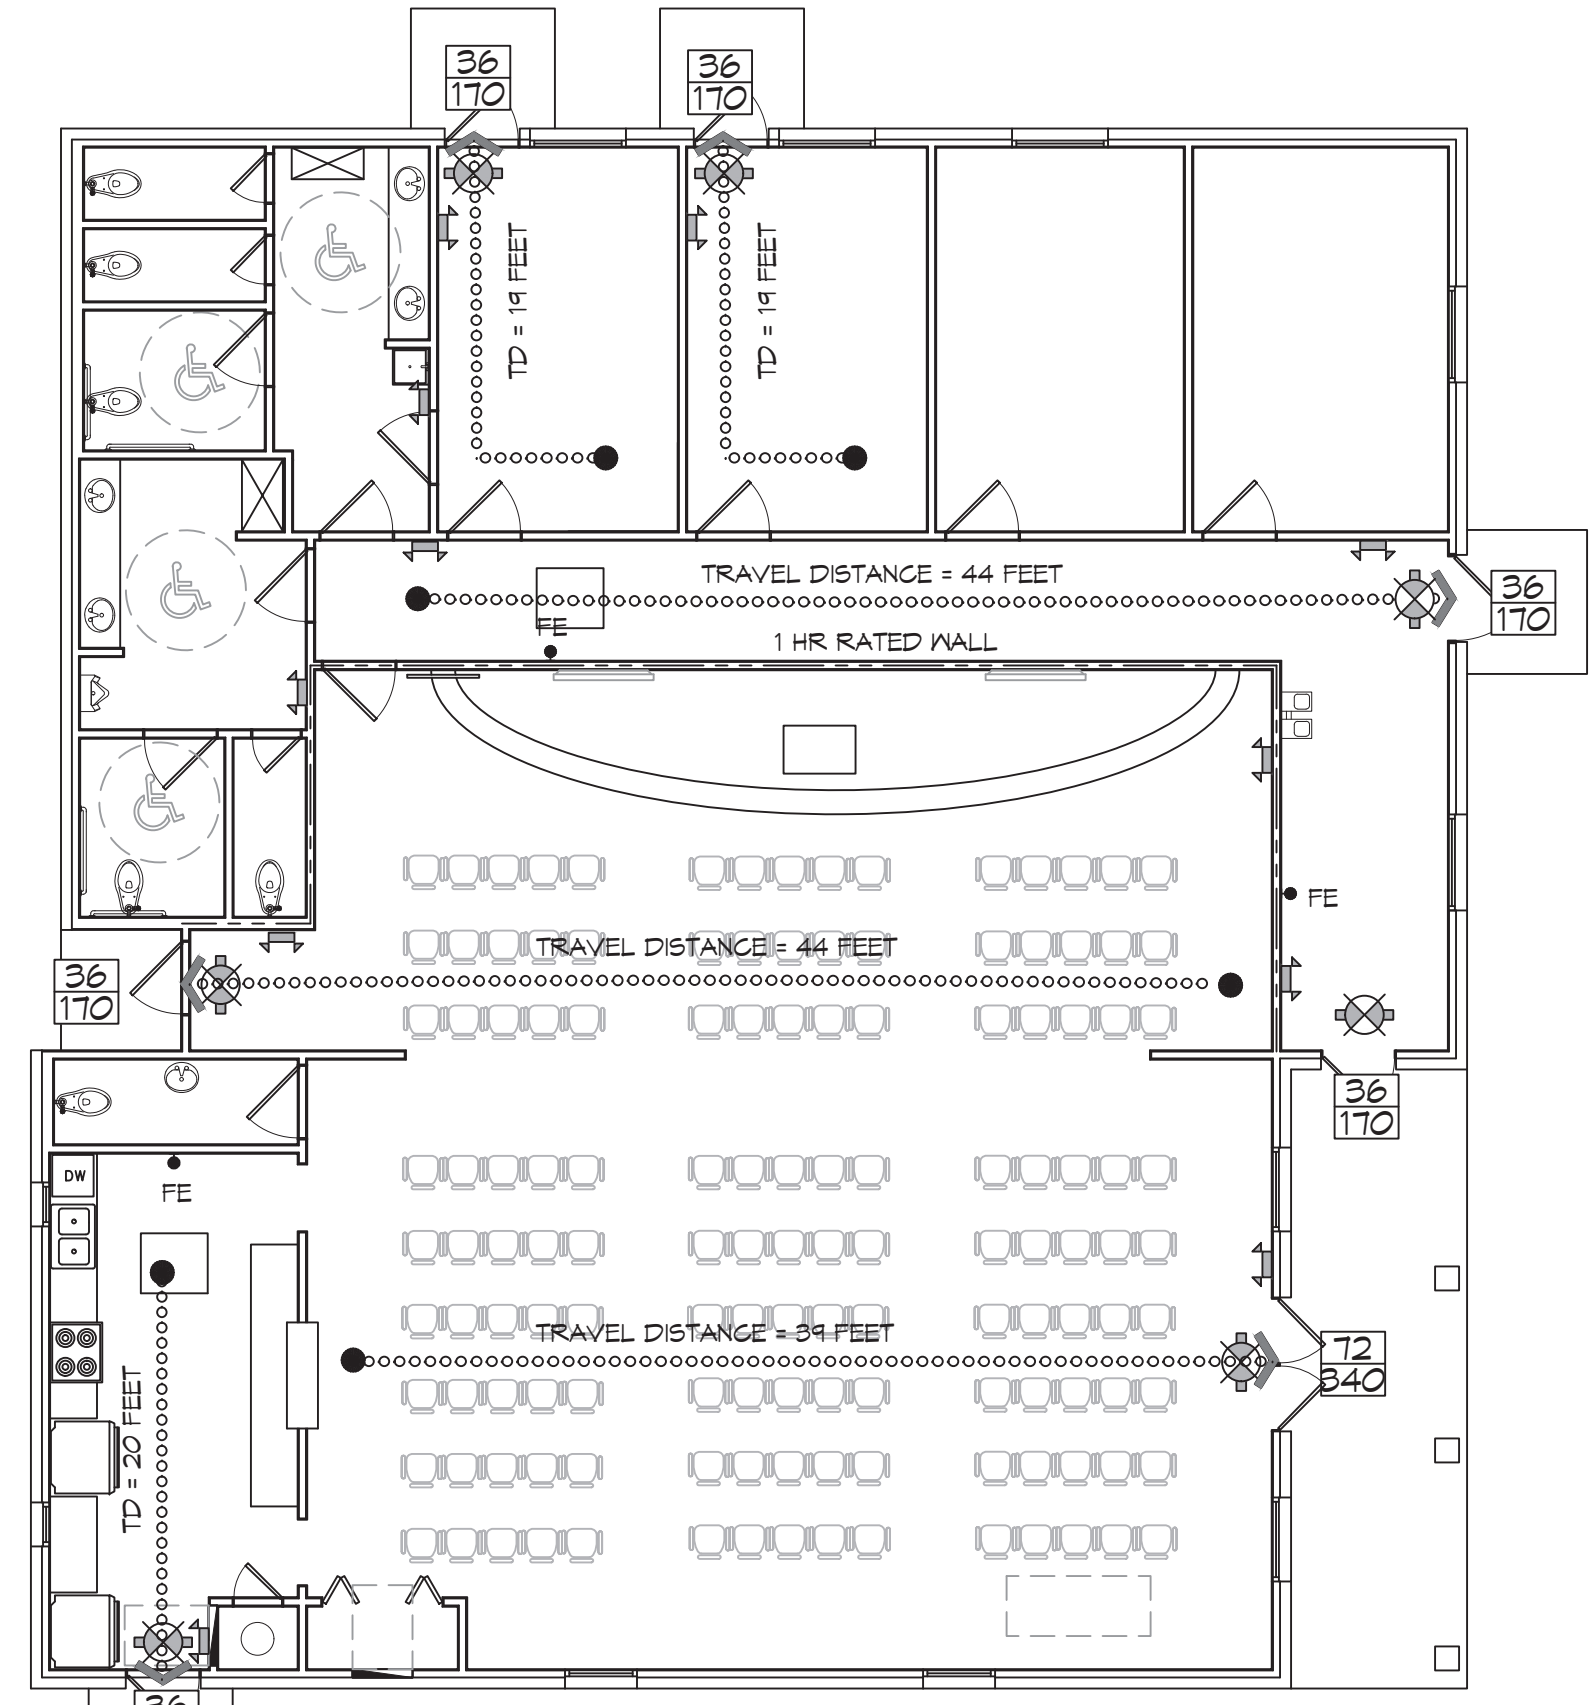 36
170
36
170
TD = 19 FEET
TD = 19 FEET
TRAVEL DISTANCE = 44 FEET
36
170
FE
1 HR RATED WALL
FE
TRAVEL DISTANCE = 44 FEET
36
170
36
170
DW
FE
TRAVEL DISTANCE = 39 FEET
72
340
TD = 20 FEET
36